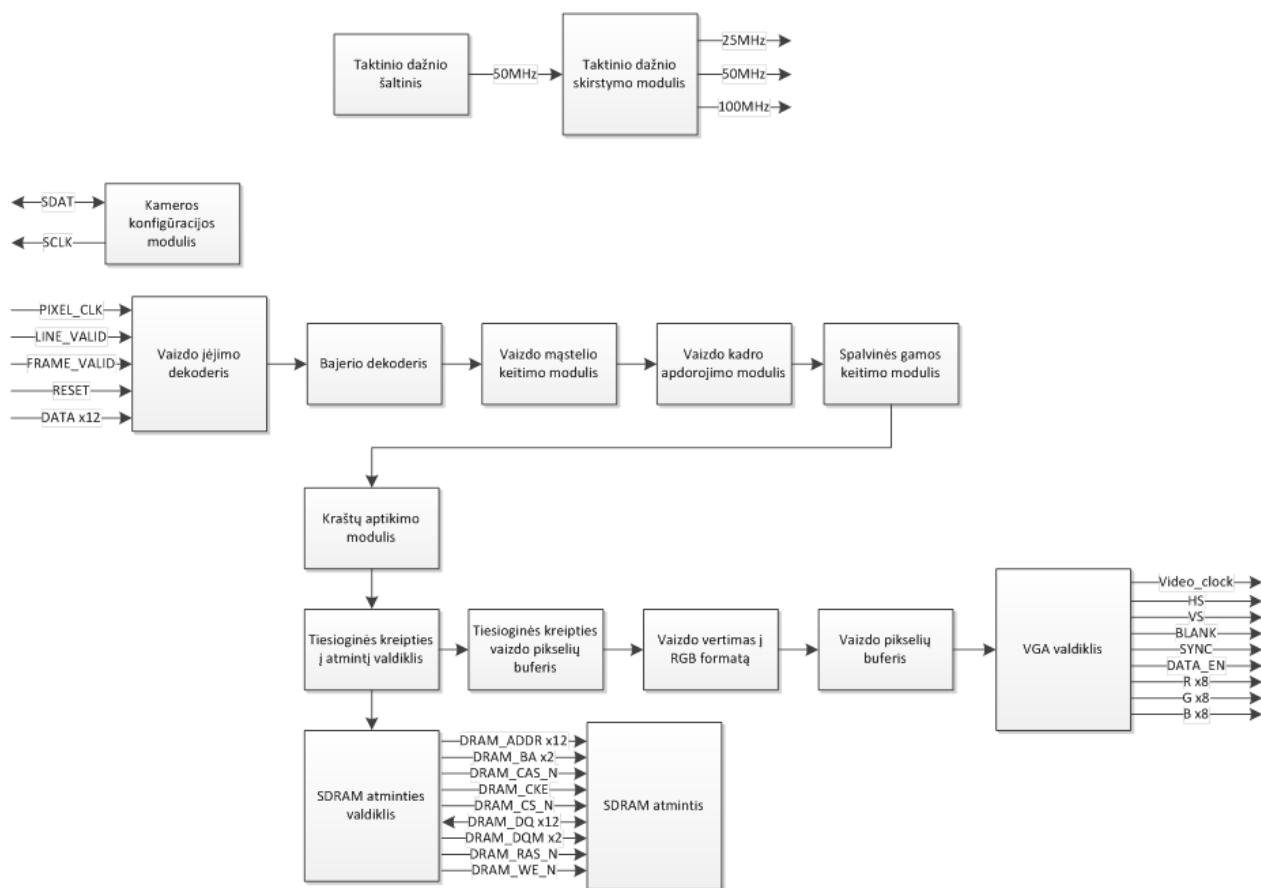 Taktinio dažnio
šaltinis
50MHz
Taktinio dažnio
skirstymo modulis
25MHz
50MHz
100MHz
SDAT
SCLK
Kameros
konfigūracijos
modulis
PIXEL_CLK
LINE_VALID
FRAME_VALID
RESET
DATA x12
Vaizdo įėjimo
dekoderis
Bajerio dekoderis
Vaizdo mąstelio
keitimo modulis
Vaizdo kadro
apdorojimo modulis
Spalvinės gamos
keitimo modulis
Kraštų aptikimo
modulis
Tiesioginės kreipties
į atmintį valdiklis
Tiesioginės kreipties
vaizdo pikselių
buferis
Vaizdo vertimas į
RGB formatą
Vaizdo pikselių
buferis
VGA valdiklis
Video_clock
HS
VS
BLANK
SYNC
DATA_EN
R x8
G x8
B x8
SDRAM atminties
valdiklis
DRAM_ADDR x12
DRAM_BA x2
DRAM_CAS_N
DRAM_CKE
DRAM_CS_N
DRAM_DQ x12
DRAM_DQM x2
DRAM_RAS_N
DRAM_WE_N
SDRAM atmintis